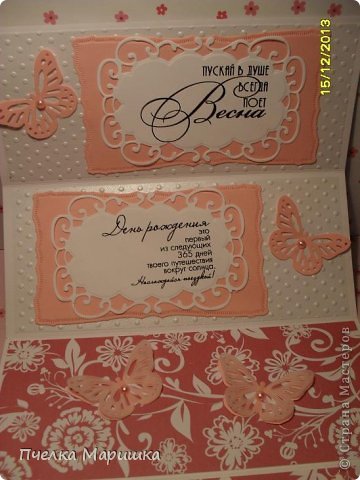 ПУСКАЙ В ДУШЕ
ВСЕГДА
ПОЕТ
Весна
15/12/2013
День рождения
это
первый
из следующих
365 дней
твоего путешествия
вокруг солнца.
Наслаждайся поездкой!
Пчелка Маришка
© Страна Мастеров